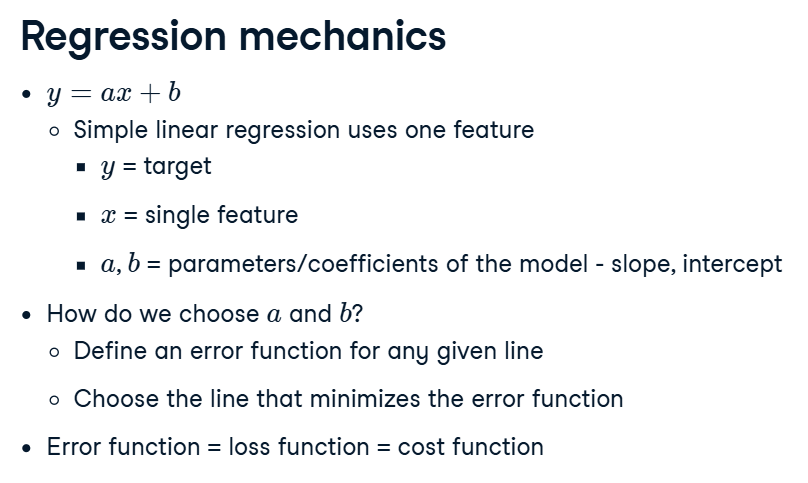 Regression mechanics
• y = ax + b
◦ Simple linear regression uses one feature
▪ y = target
▪ x = single feature
▪ a, b = parameters/coefficients of the model - slope, intercept
• How do we choose a and b?
◦ Define an error function for any given line
◦ Choose the line that minimizes the error function
• Error function = loss function = cost function